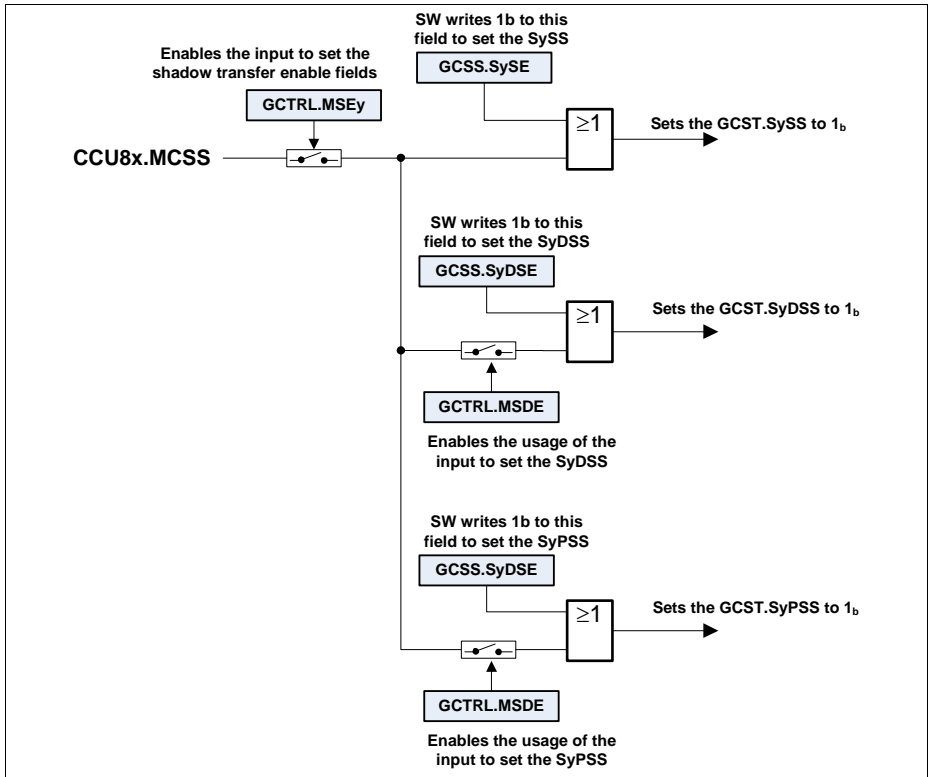 SW writes 1b to this
field to set the SySS
GCSS.SySE
Enables the input to set the
shadow transfer enable fields
GCTRL.MSEy
≥1
Sets the GCST.SySS to 1b
CCU8x.MCSS
SW writes 1b to this
field to set the SyDSS
GCSS.SyDSE
≥1
Sets the GCST.SyDSS to 1b
GCTRL.MSDE
Enables the usage of the
input to set the SyDSS
SW writes 1b to this
field to set the SyPSS
GCSS.SyDSE
≥1
Sets the GCST.SyPSS to 1b
GCTRL.MSDE
Enables the usage of the
input to set the SyPSS